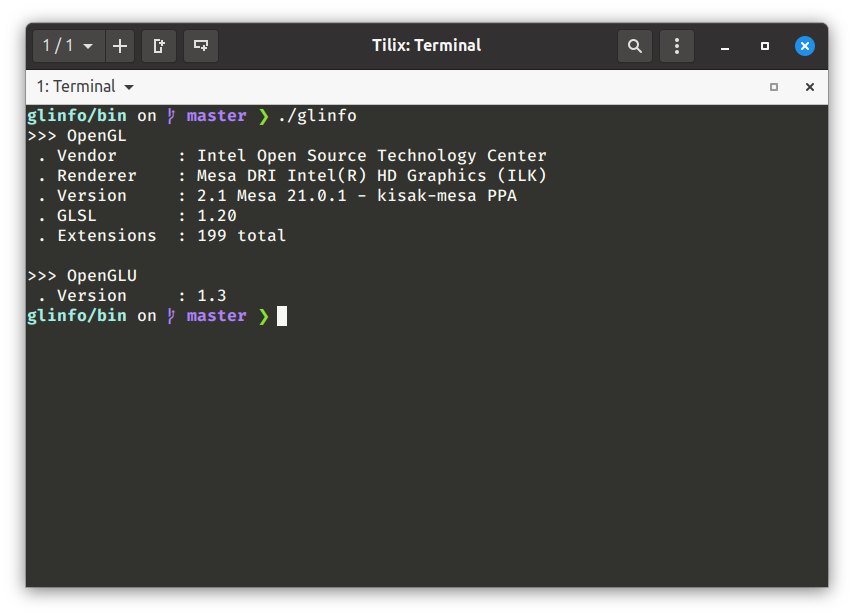 1 / 1
Tilix: Terminal
1: Terminal
glinfo/bin on master ❯ ./glinfo
>>> OpenGL
. Vendor : Intel Open Source Technology Center
. Renderer : Mesa DRI Intel(R) HD Graphics (ILK)
. Version : 2.1 Mesa 21.0.1 - kisak-mesa PPA
. GLSL : 1.20
. Extensions : 199 total
>>> OpenGLU
. Version : 1.3
glinfo/bin on master ❯